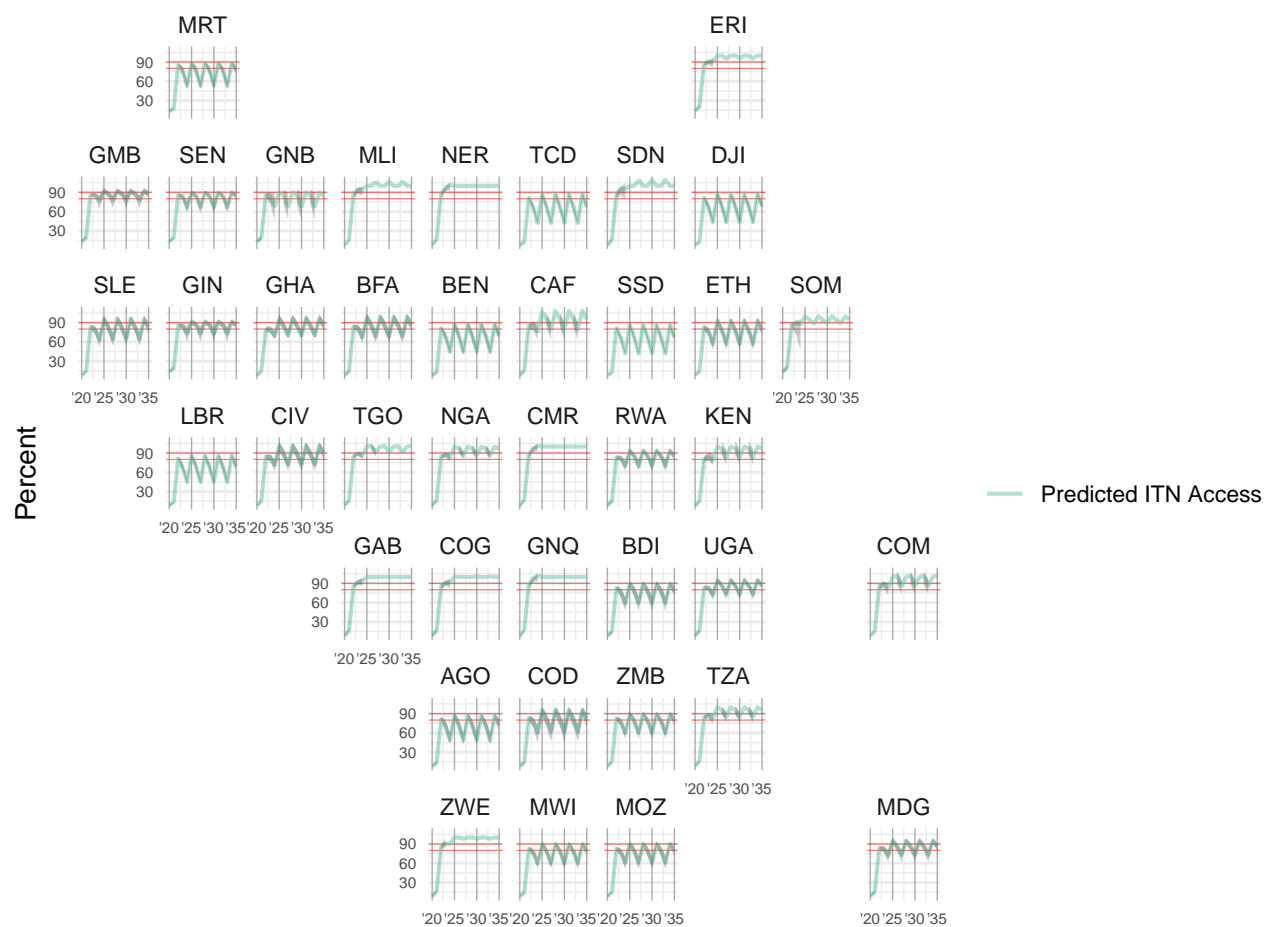 MRT ERI
90
60
30
GMB SEN GNB MLI NER TCD SDN DJI
90
60
30
SLE GIN GHA BFA BEN CAF SSD ETH SOM
90
60
30
'20 '25 '30 '35 '20 '25 '30 '35
LBR CIV TGO NGA CMR RWA KEN
90
60
30
Percent
Predicted ITN Access
'20 '25 '30 '35 '20 '25 '30 '35
GAB COG GNQ BDI UGA COM
90
60
30
'20 '25 '30 '35
AGO COD ZMB TZA
90
60
30
'20 '25 '30 '35
ZWE MWI MOZ MDG
90
60
30
'20 '25 '30 '35 '20 '25 '30 '35 '20 '25 '30 '35 '20 '25 '30 '35